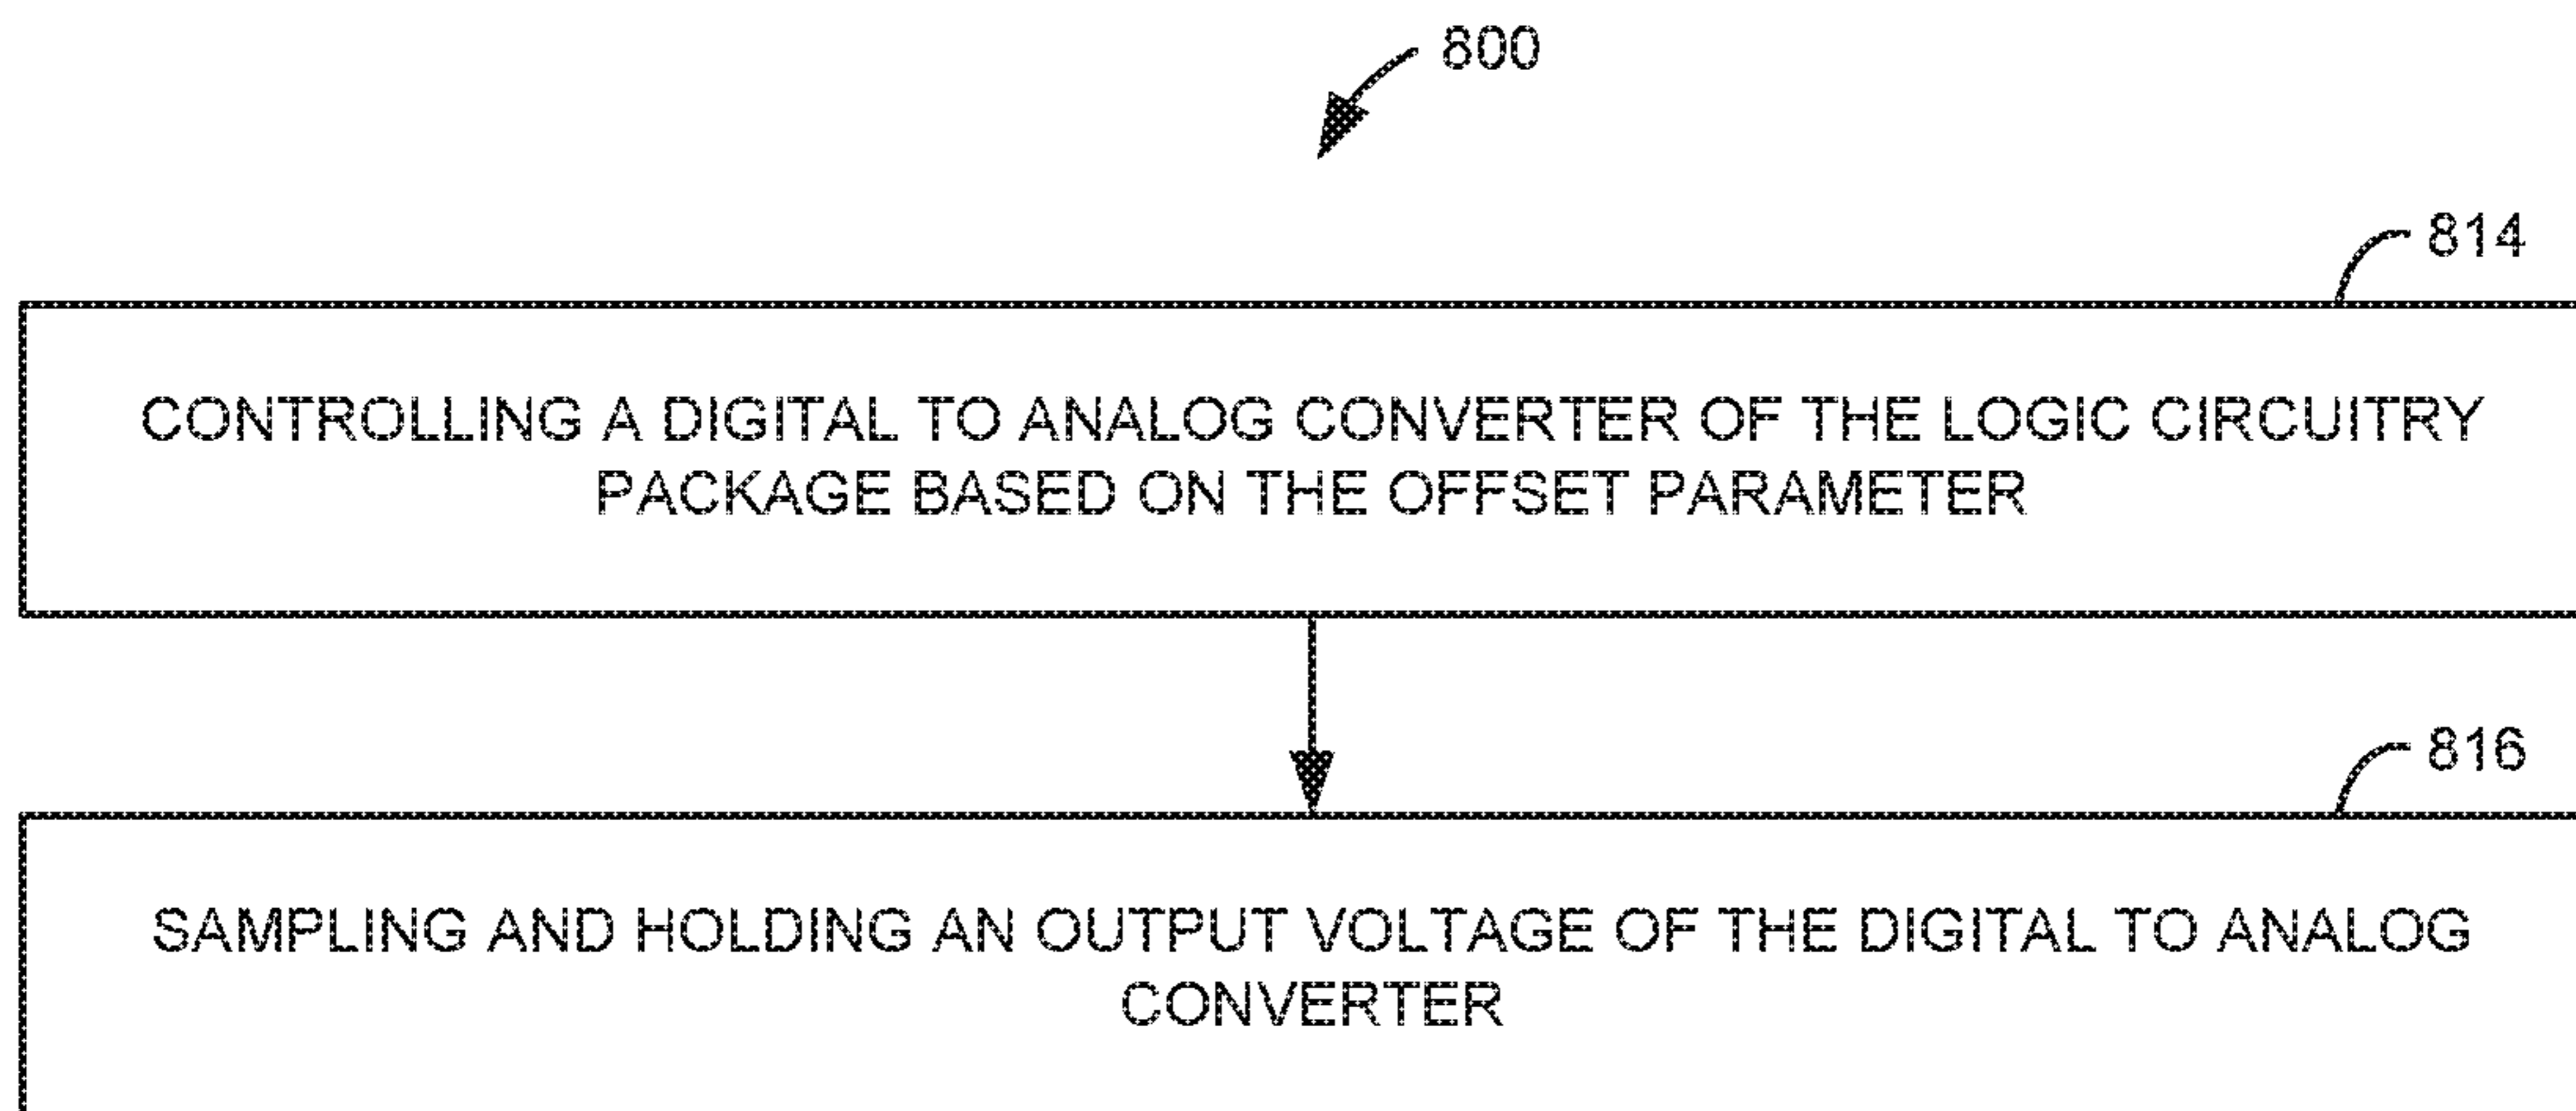 800
814
CONTROLLING A DIGITAL TO ANALOG CONVERTER OF THE LOGIC CIRCUITRY
PACKAGE BASED ON THE OFFSET PARAMETER
816
SAMPLING AND HOLDING AN OUTPUT VOLTAGE OF THE DIGITAL TO ANALOG
CONVERTER